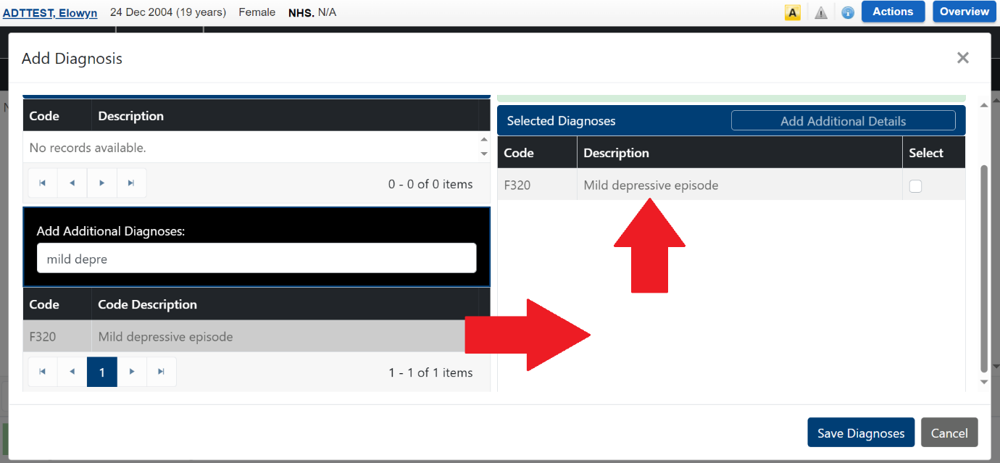 ADTTEST, Elowyn 24 Dec 2004 (19 years) Female NHS. N/A A Actions Overview
Add Diagnosis
Code Description
No records available.
0 - 0 of 0 items
Add Additional Diagnoses:
mild depre
Code Code Description
F320 Mild depressive episode
1
1 - 1 of 1 items
Selected Diagnoses Add Additional Details
Code Description Select
F320 Mild depressive episode
Save Diagnoses Cancel